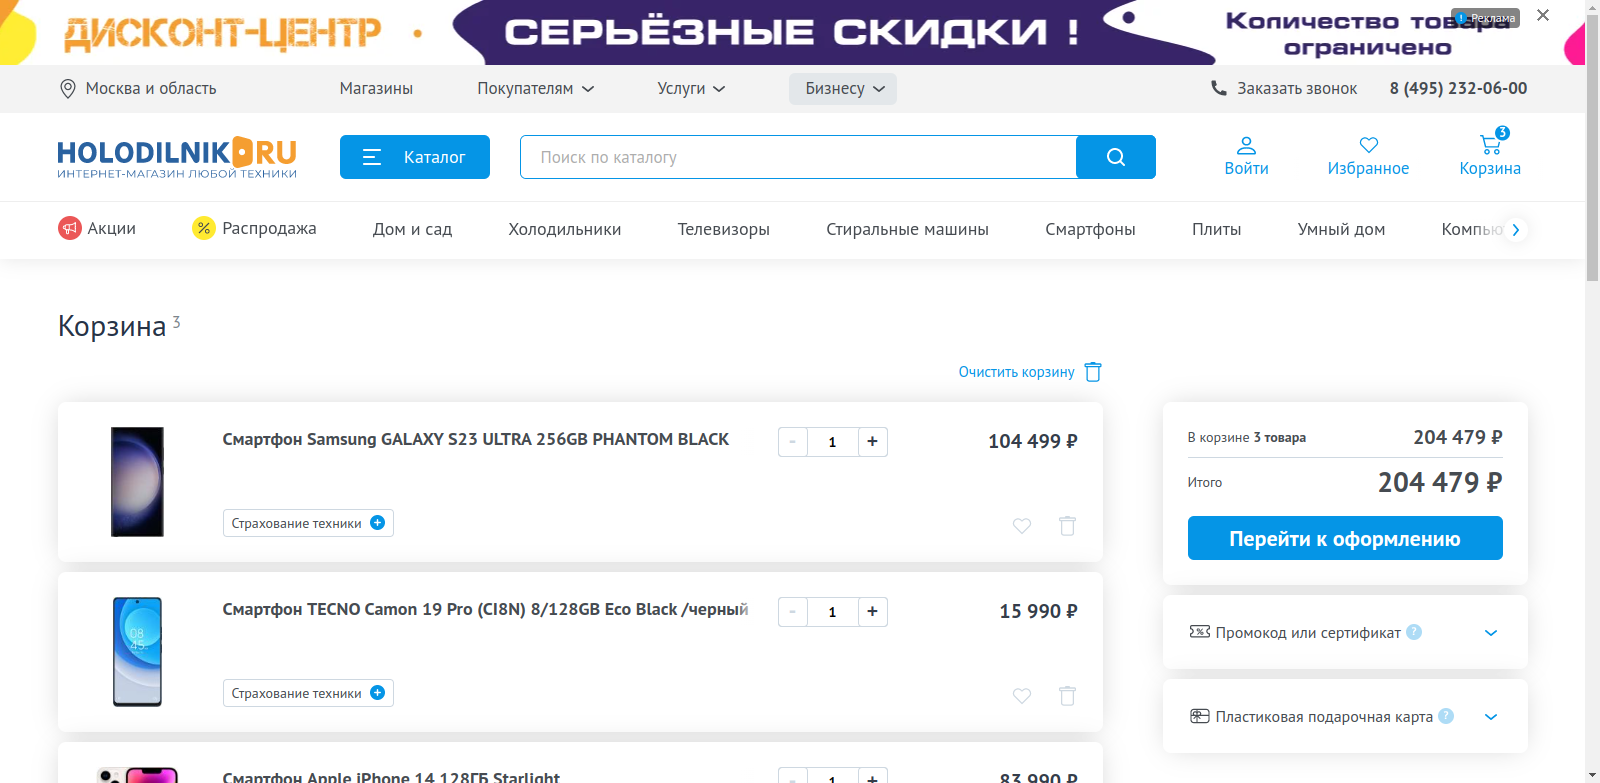 ДИСКОНТ-ЦЕНТР
СЕРЬЁЗНЫЕ СКИДКИ !
Количество товара
ограничено
Реклама
Москва и область
Магазины
Покупателям
Услуги
Бизнесу
Заказать звонок
8 (495) 232-06-00
HOLODILNIK.RU
ИНТЕРНЕТ-МАГАЗИН ЛЮБОЙ ТЕХНИКИ
Каталог
Поиск по каталогу
Войти
Избранное
3
Корзина
Акции
Распродажа
Дом и сад
Холодильники
Телевизоры
Стиральные машины
Смартфоны
Плиты
Умный дом
Компью
Корзина 3
Очистить корзину
Смартфон Samsung GALAXY S23 ULTRA 256GB PHANTOM BLACK
- 1 +
104 499 ₽
Страхование техники +
Смартфон TECNO Camon 19 Pro (CI8N) 8/128GB Eco Black /черный
- 1 +
15 990 ₽
08
45
Страхование техники +
Смартфон Apple iPhone 14 128ГБ Starlight
- 1 +
83 990 ₽
В корзине 3 товара
204 479 ₽
Итого
204 479 ₽
Перейти к оформлению
Промокод или сертификат ?
Пластиковая подарочная карта ?